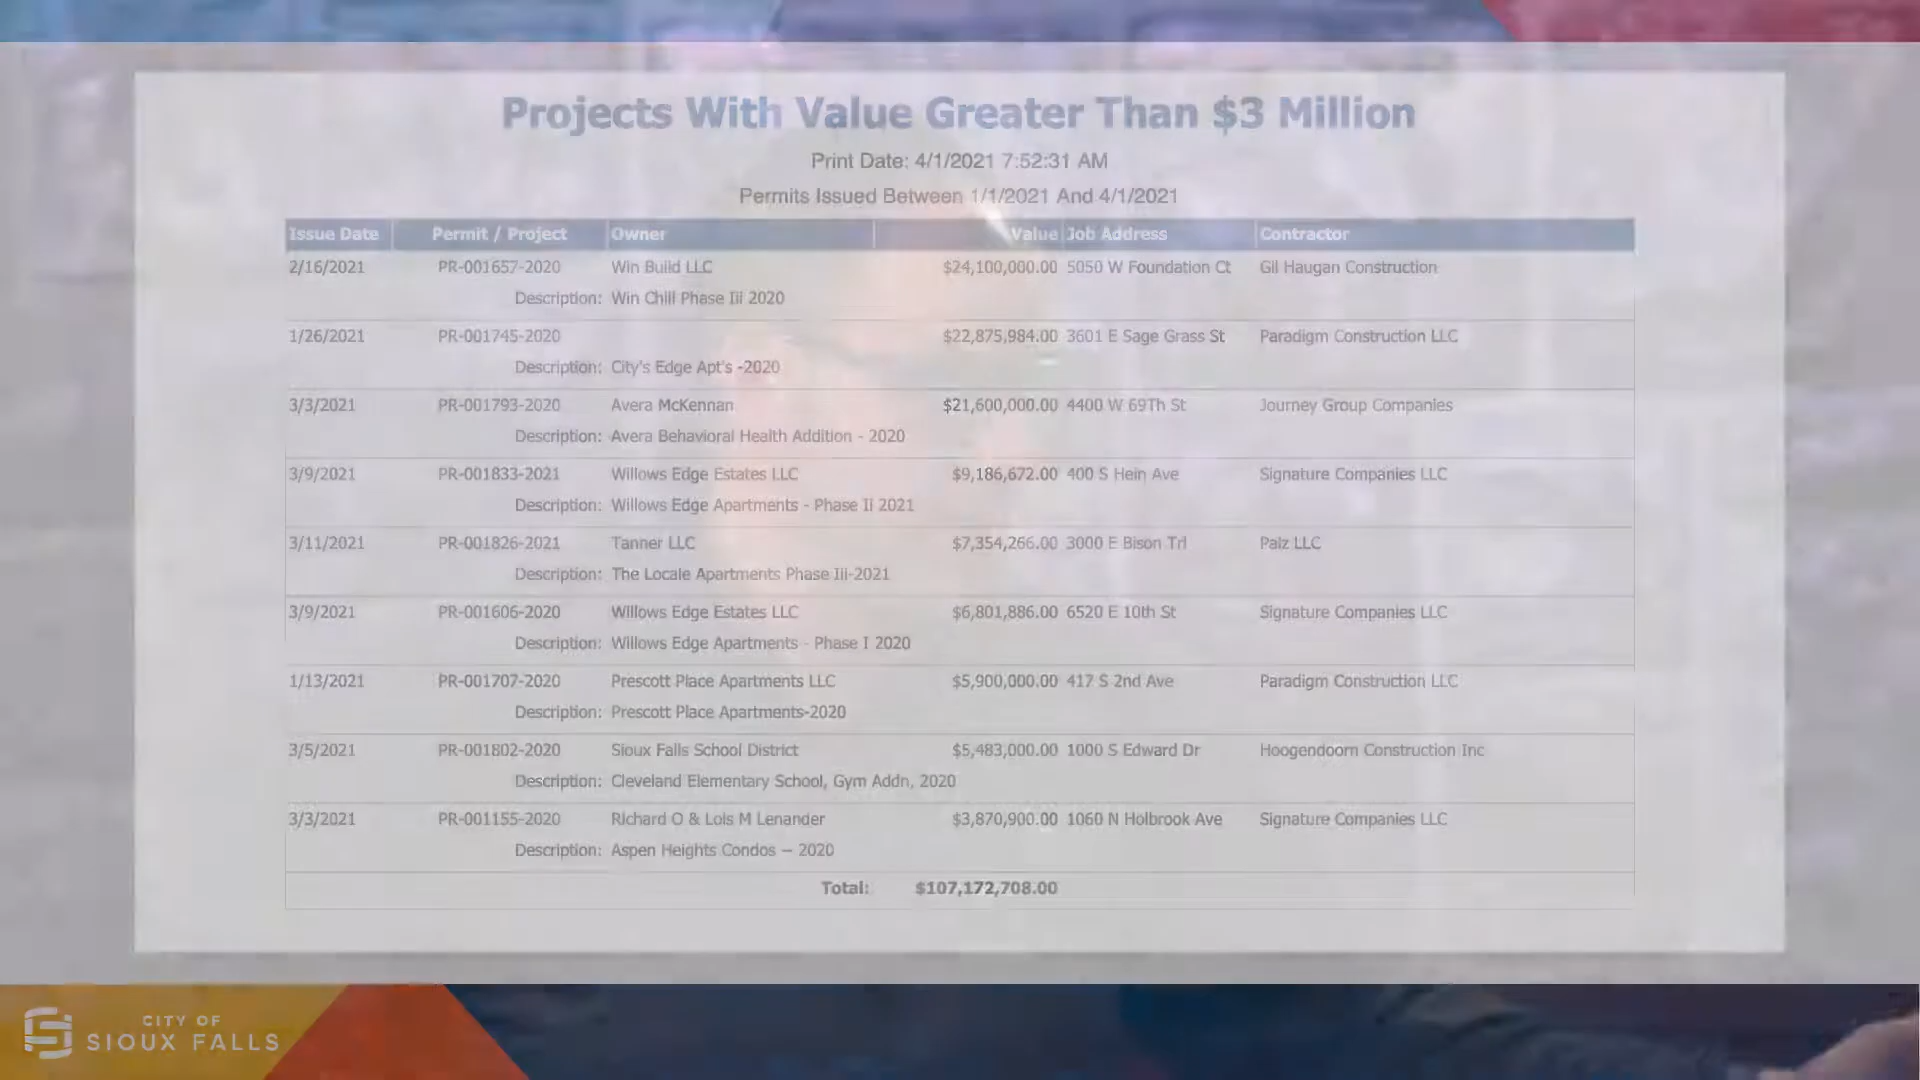 Projects With Value Greater Than $3 Million
Print Date: 4/1/2021 7:52:31 AM
Permits Issued Between 1/1/2021 And 4/1/2021
Issue Date Permit / Project Owner Value Job Address Contractor
2/16/2021 PR-001657-2020 Win Build LLC $24,100,000.00 5050 W Foundation Ct Gil Haugan Construction
Description: Win Chill Phase Iii 2020
1/26/2021 PR-001745-2020 $22,875,984.00 3601 E Sage Grass St Paradigm Construction LLC
Description: City's Edge Apt's -2020
3/3/2021 PR-001793-2020 Avera McKennan $21,600,000.00 4400 W 69Th St Journey Group Companies
Description: Avera Behavioral Health Addition - 2020
3/9/2021 PR-001833-2021 Willows Edge Estates LLC $9,186,672.00 400 S Hein Ave Signature Companies LLC
Description: Willows Edge Apartments - Phase Ii 2021
3/11/2021 PR-001826-2021 Tanner LLC $7,354,266.00 3000 E Bison Trl Palz LLC
Description: The Locale Apartments Phase Iii-2021
3/9/2021 PR-001606-2020 Willows Edge Estates LLC $6,801,886.00 6520 E 10th St Signature Companies LLC
Description: Willows Edge Apartments - Phase I 2020
1/13/2021 PR-001707-2020 Prescott Place Apartments LLC $5,900,000.00 417 S 2nd Ave Paradigm Construction LLC
Description: Prescott Place Apartments-2020
3/5/2021 PR-001802-2020 Sioux Falls School District $5,483,000.00 1000 S Edward Dr Hoogendoorn Construction Inc
Description: Cleveland Elementary School, Gym Addn, 2020
3/3/2021 PR-001155-2020 Richard O & Lois M Lenander $3,870,900.00 1060 N Holbrook Ave Signature Companies LLC
Description: Aspen Heights Condos – 2020
Total: $107,172,708.00
CITY OF
SIOUX FALLS